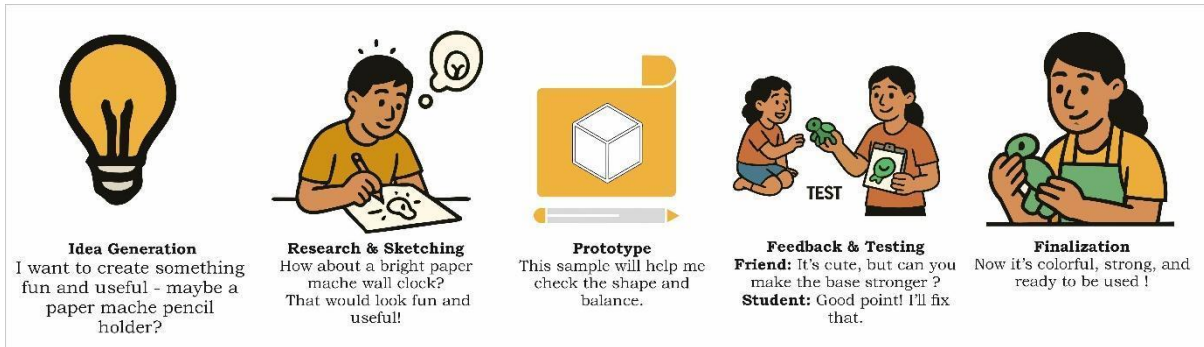 Idea Generation
I want to create something
fun and useful - maybe a
paper mache pencil
holder?
Research & Sketching
How about a bright paper
mache wall clock?
That would look fun and
useful!
Prototype
This sample will help me
check the shape and
balance.
TEST
Feedback & Testing
Friend: It's cute, but can you
make the base stronger ?
Student: Good point! I'll fix
that.
Finalization
Now it's colorful, strong, and
ready to be used !